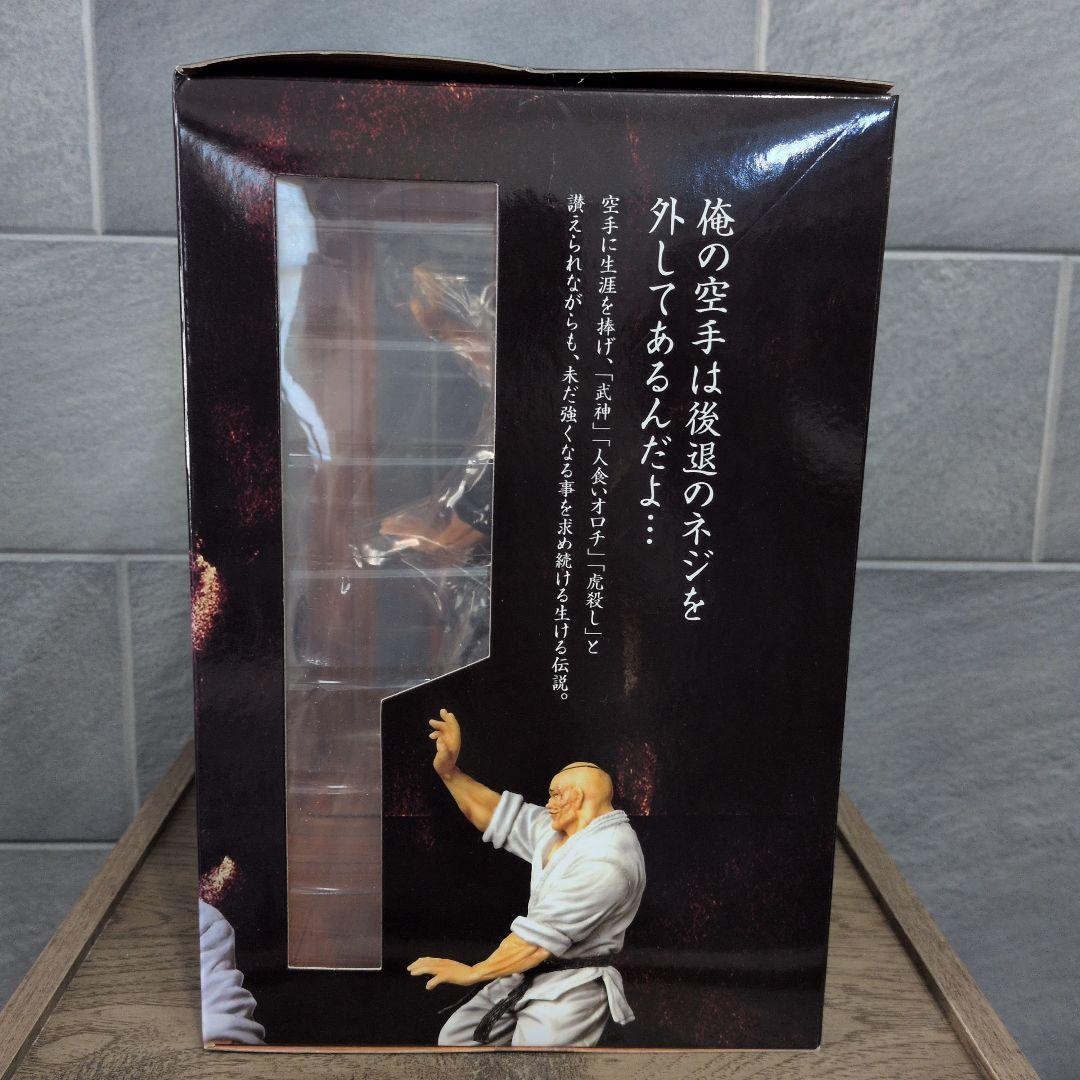 俺の空手は後退のネジを
外してあるんだよ…
空手に生涯を捧げ、「武神」「人食いオロチ」「虎殺し」と
讃えられながらも、未だ強くなる事を求め続ける生ける伝説。